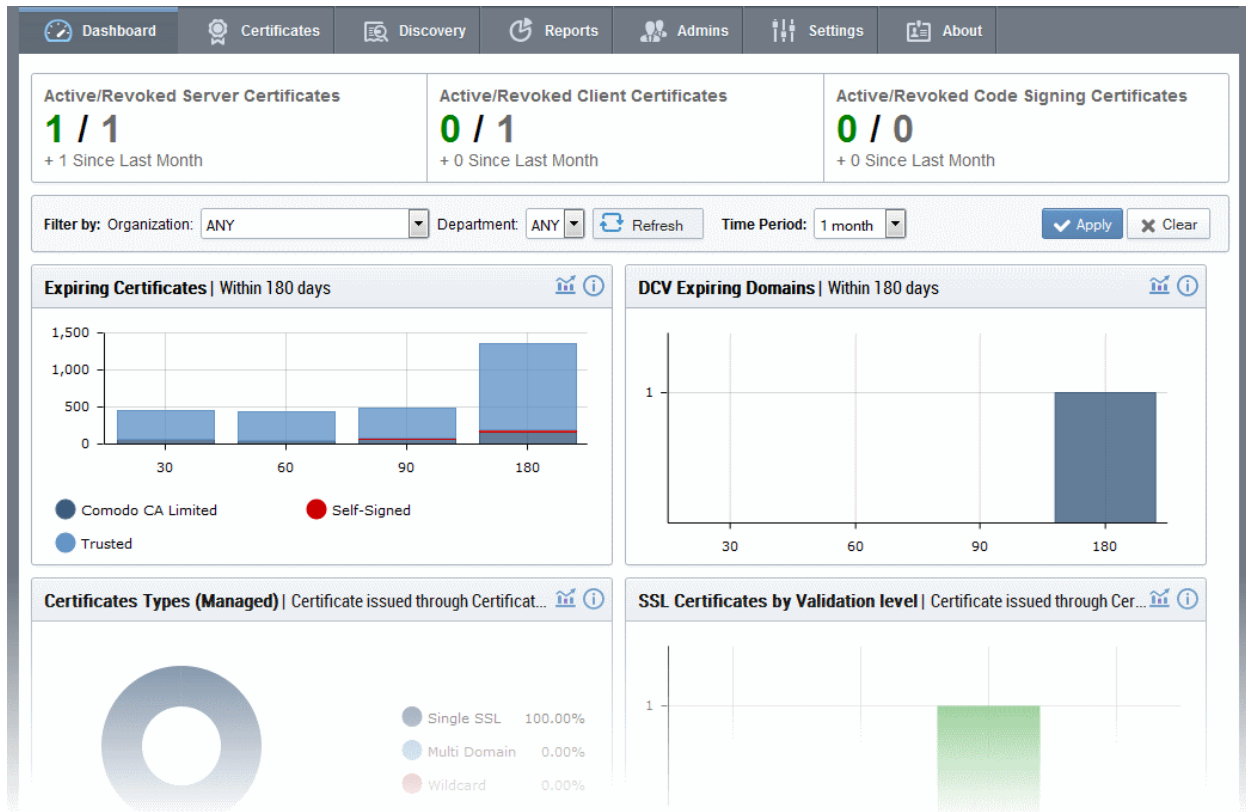 Dashboard Certificates Discovery Reports Admins Settings About
Active/Revoked Server Certificates
1 / 1
+ 1 Since Last Month
Active/Revoked Client Certificates
0 / 1
+ 0 Since Last Month
Active/Revoked Code Signing Certificates
0 / 0
+ 0 Since Last Month
Filter by: Organization: ANY Department: ANY Refresh Time Period: 1 month Apply Clear
Expiring Certificates | Within 180 days
1,500
1,000
500
0
30 60 90 180
Comodo CA Limited Self-Signed
Trusted
DCV Expiring Domains | Within 180 days
1
30 60 90 180
Certificates Types (Managed) | Certificate issued through Certificat...
Single SSL 100.00%
Multi Domain 0.00%
Wildcard 0.00%
SSL Certificates by Validation level | Certificate issued through Cer...
1